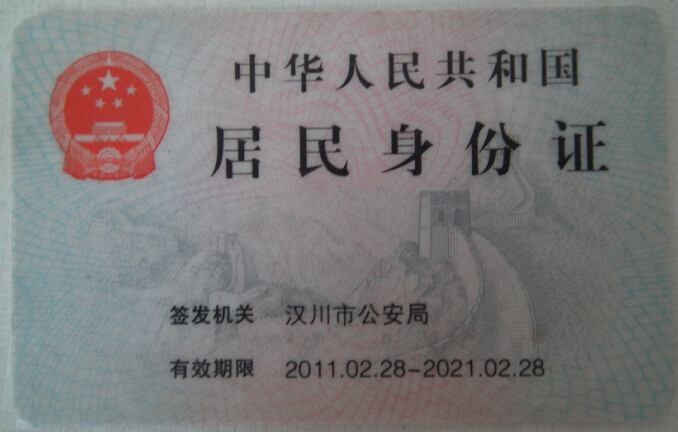 中华人民共和国
居民身份证
签发机关 汉川市公安局
有效期限 2011.02.28-2021.02.28